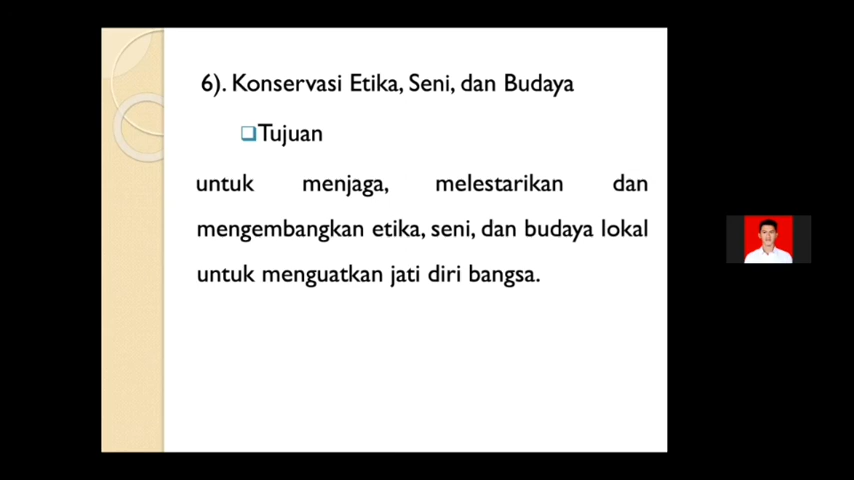 6). Konservasi Etika, Seni, dan Budaya
❑Tujuan
untuk menjaga, melestarikan dan
mengembangkan etika, seni, dan budaya lokal
untuk menguatkan jati diri bangsa.